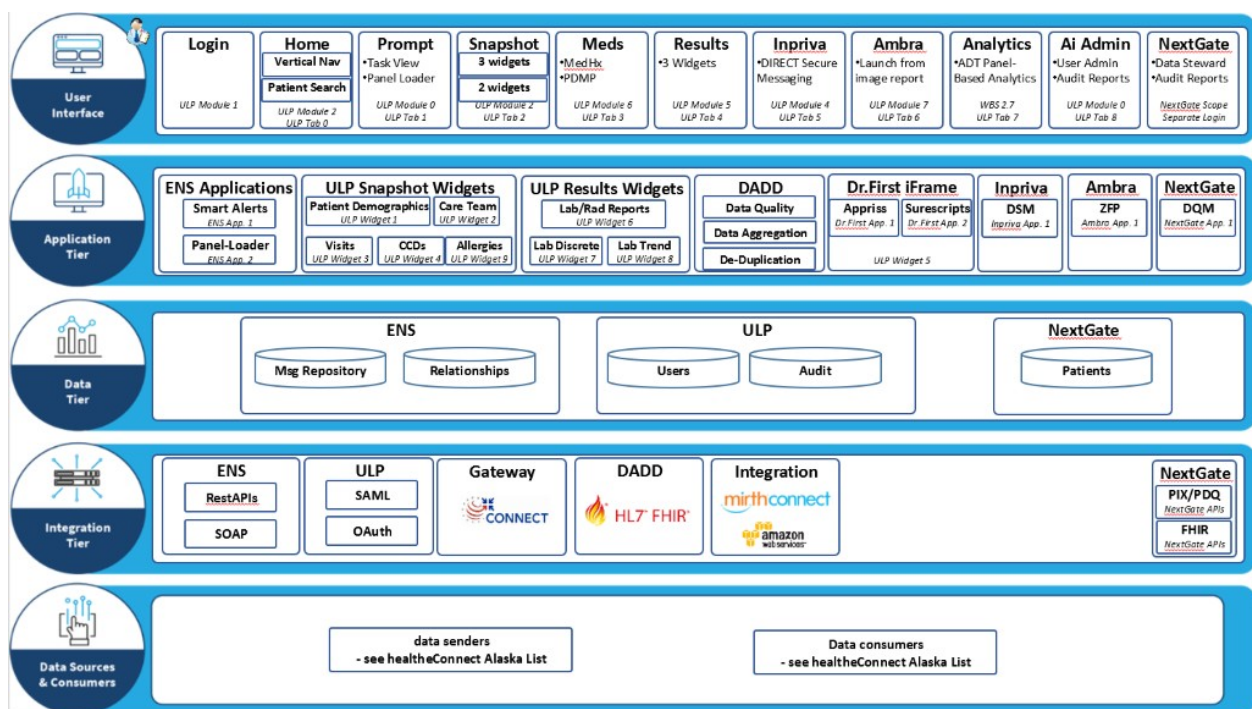 User
Interface
Login
ULP Module 1
Home
Vertical Nav
Patient Search
ULP Module 2
ULP Tab 0
Prompt
•Task View
•Panel Loader
ULP Module 0
ULP Tab 1
Snapshot
3 widgets
2 widgets
ULP Module 2
ULP Tab 2
Meds
•MedHx
•PDMP
ULP Module 6
ULP Tab 3
Results
•3 Widgets
ULP Module 5
ULP Tab 4
Inpriva
•DIRECT Secure
Messaging
ULP Module 4
ULP Tab 5
Ambra
•Launch from
image report
ULP Module 7
ULP Tab 6
Analytics
•ADT Panel-
Based Analytics
WBS 2.7
ULP Tab 7
Ai Admin
•User Admin
•Audit Reports
ULP Module 0
ULP Tab 8
NextGate
•Data Steward
•Audit Reports
NextGate Scope
Separate Login
Application
Tier
ENS Applications
Smart Alerts
ENS App. 1
Panel-Loader
ENS App. 2
ULP Snapshot Widgets
Patient Demographics
ULP Widget 1
Care Team
ULP Widget 2
Visits
ULP Widget 3
CCDs
ULP Widget 4
Allergies
ULP Widget 9
ULP Results Widgets
Lab/Rad Reports
ULP Widget 6
Lab Discrete
ULP Widget 7
Lab Trend
ULP Widget 8
DADD
Data Quality
Data Aggregation
De-Duplication
Dr.First iFrame
Appriss
Dr.First App. 1
Surescripts
Dr.First App. 2
ULP Widget 5
Inpriva
DSM
Inpriva App. 1
Ambra
ZFP
Ambra App. 1
NextGate
DQM
NextGate App. 1
Data
Tier
ENS
Msg Repository
Relationships
ULP
Users
Audit
NextGate
Patients
Integration
Tier
ENS
RestAPIs
SOAP
ULP
SAML
OAuth
Gateway
CONNECT
DADD
HL7 FHIR
Integration
mirthconnect
amazon
webservices
NextGate
PIX/PDQ
NextGate APIs
FHIR
NextGate APIs
Data Sources
& Consumers
data senders
- see healtheConnect Alaska List
Data consumers
- see healtheConnect Alaska List